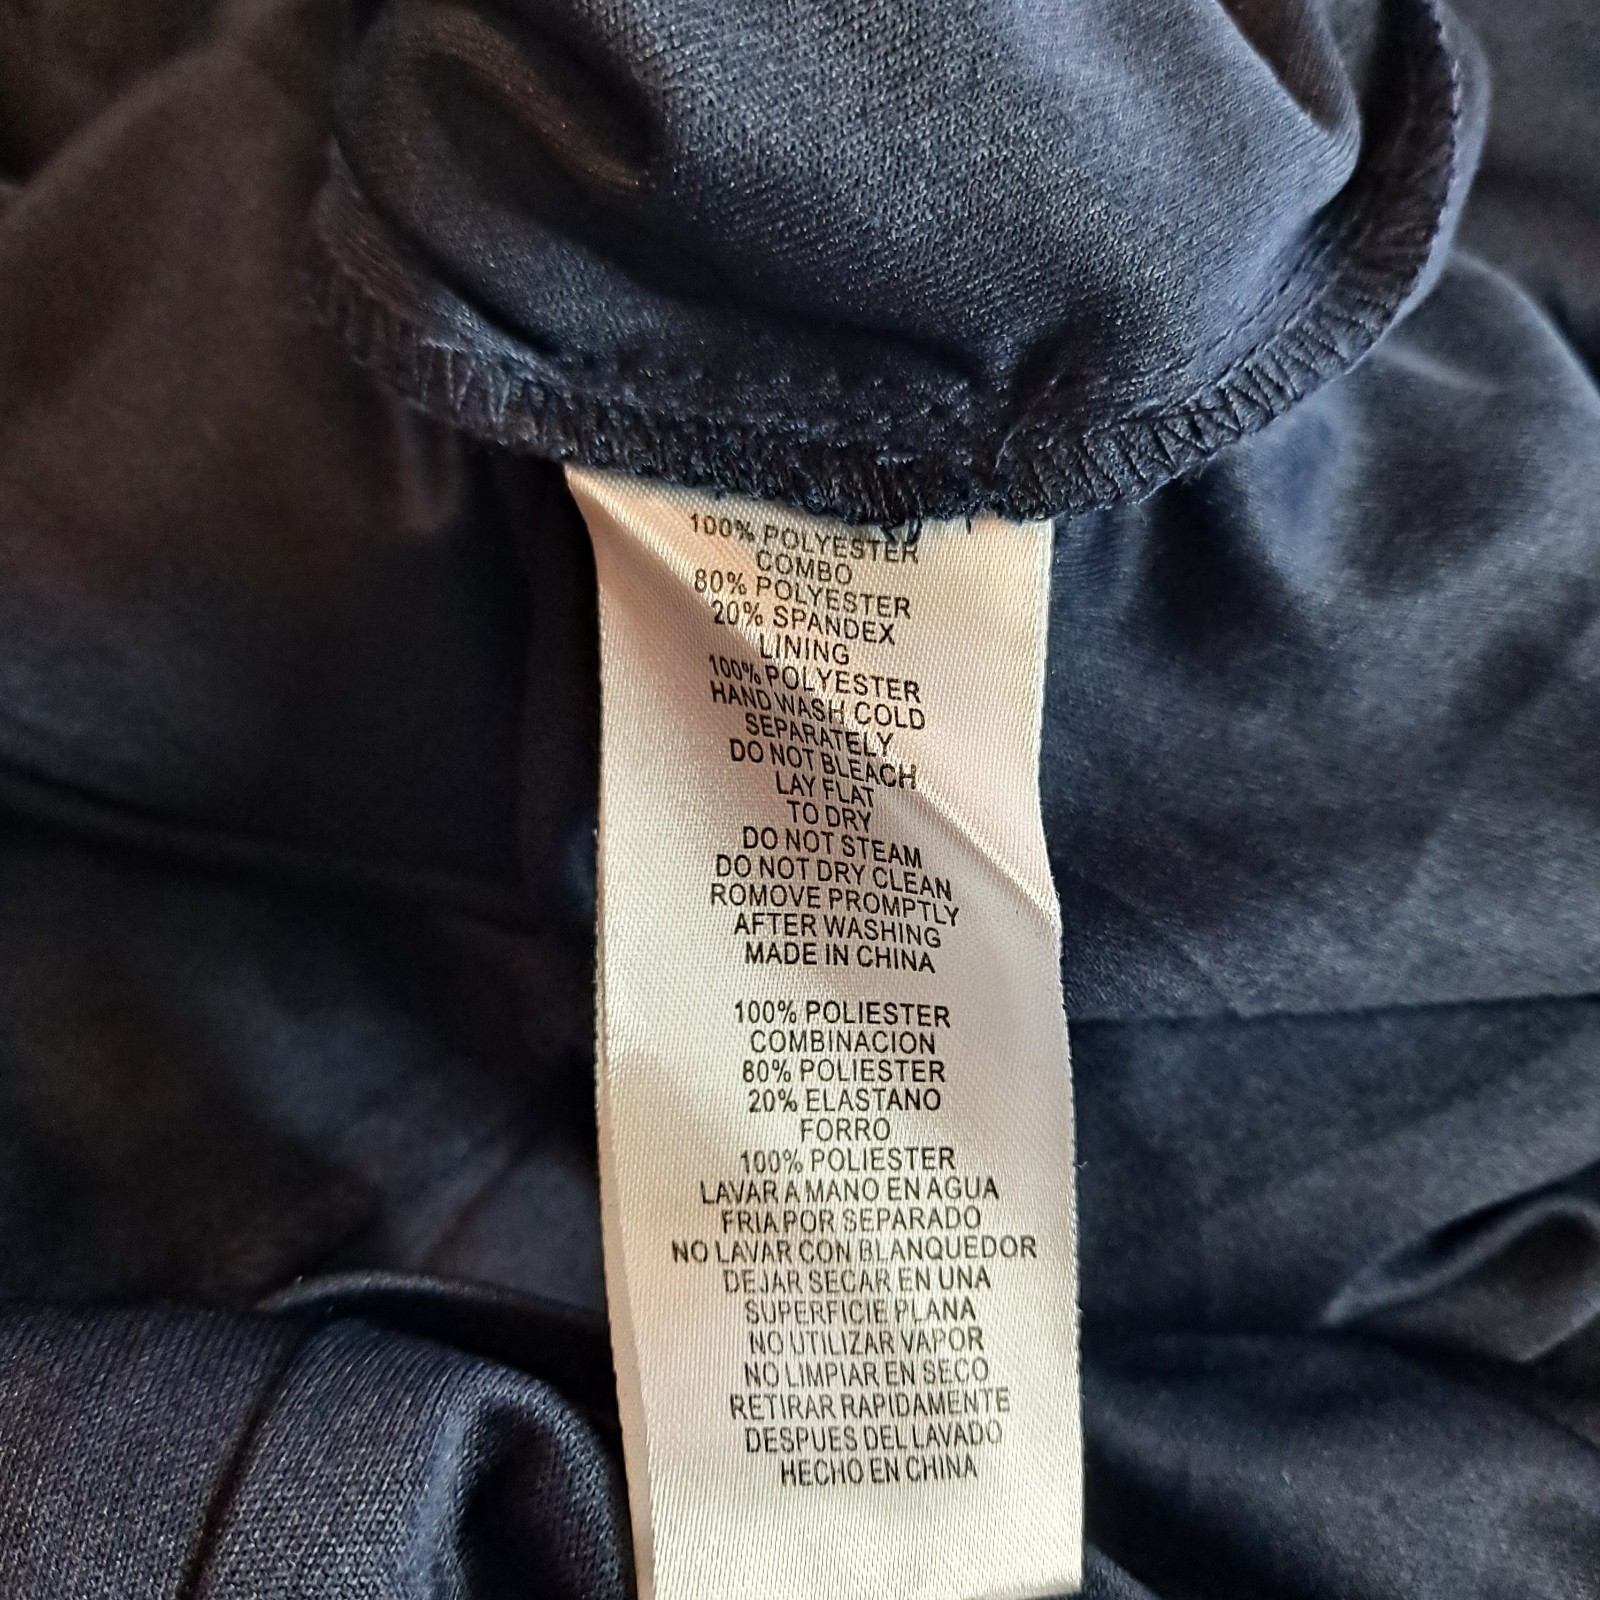 100% POLYESTER
COMBO
80% POLYESTER
20% SPANDEX
LINING
100% POLYESTER
HAND WASH COLD
SEPARATELY
DO NOT BLEACH
LAY FLAT
TO DRY
DO NOT STEAM
DO NOT DRY CLEAN
ROMOVE PROMPTLY
AFTER WASHING
MADE IN CHINA
100% POLIESTER
COMBINACION
80% POLIESTER
20% ELASTANO
FORRO
100% POLIESTER
LAVAR A MANO EN AGUA
FRIA POR SEPARADO
NO LAVAR CON BLANQUEDOR
DEJAR SECAR EN UNA
SUPERFICIE PLANA
NO UTILIZAR VAPOR
NO LIMPIAR EN SECO
RETIRAR RAPIDAMENTE
DESPUES DEL LAVADO
HECHO EN CHINA